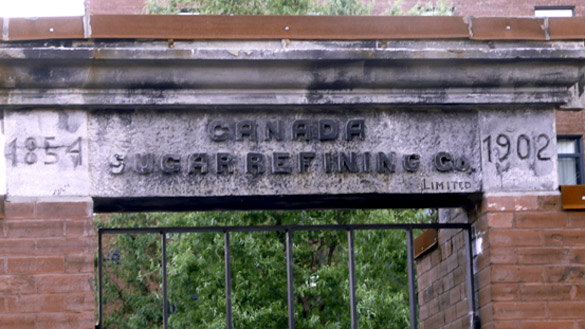 CANADA
1854 SUGAR REFINING Co. 1902
LIMITED